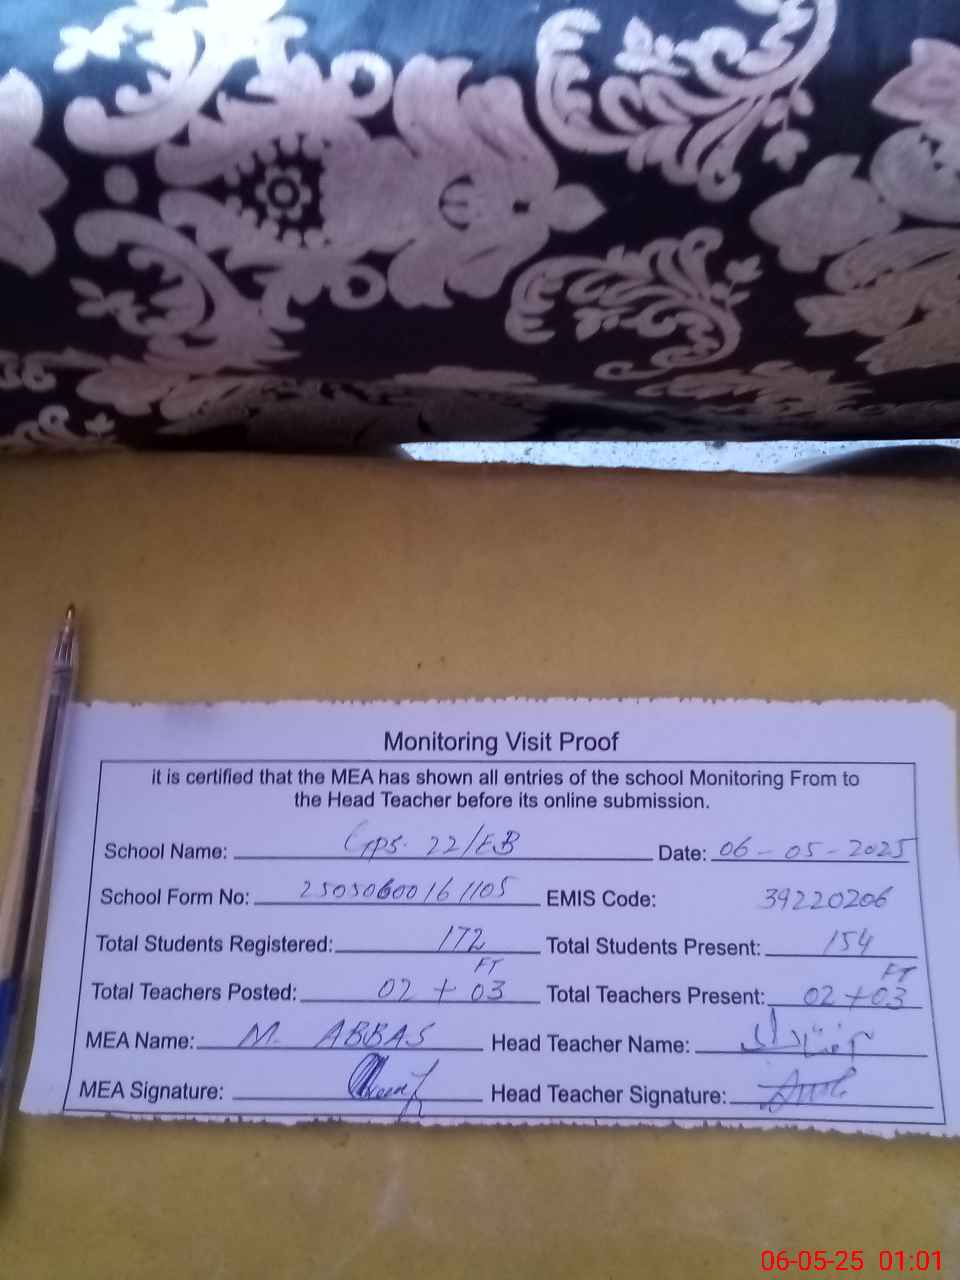 Monitoring Visit Proof
it is certified that the MEA has shown all entries of the school Monitoring From to
the Head Teacher before its online submission.
School Name: GPS. 22/EB Date: 06-05-2025
School Form No: 2505060016 1105 EMIS Code: 39220206
Total Students Registered: 172 Total Students Present: 154
Total Teachers Posted: 02 + 03 FT Total Teachers Present: 02 + 03 FT
MEA Name: M. ABBAS Head Teacher Name:
MEA Signature: Head Teacher Signature:
06-05-25 01:01